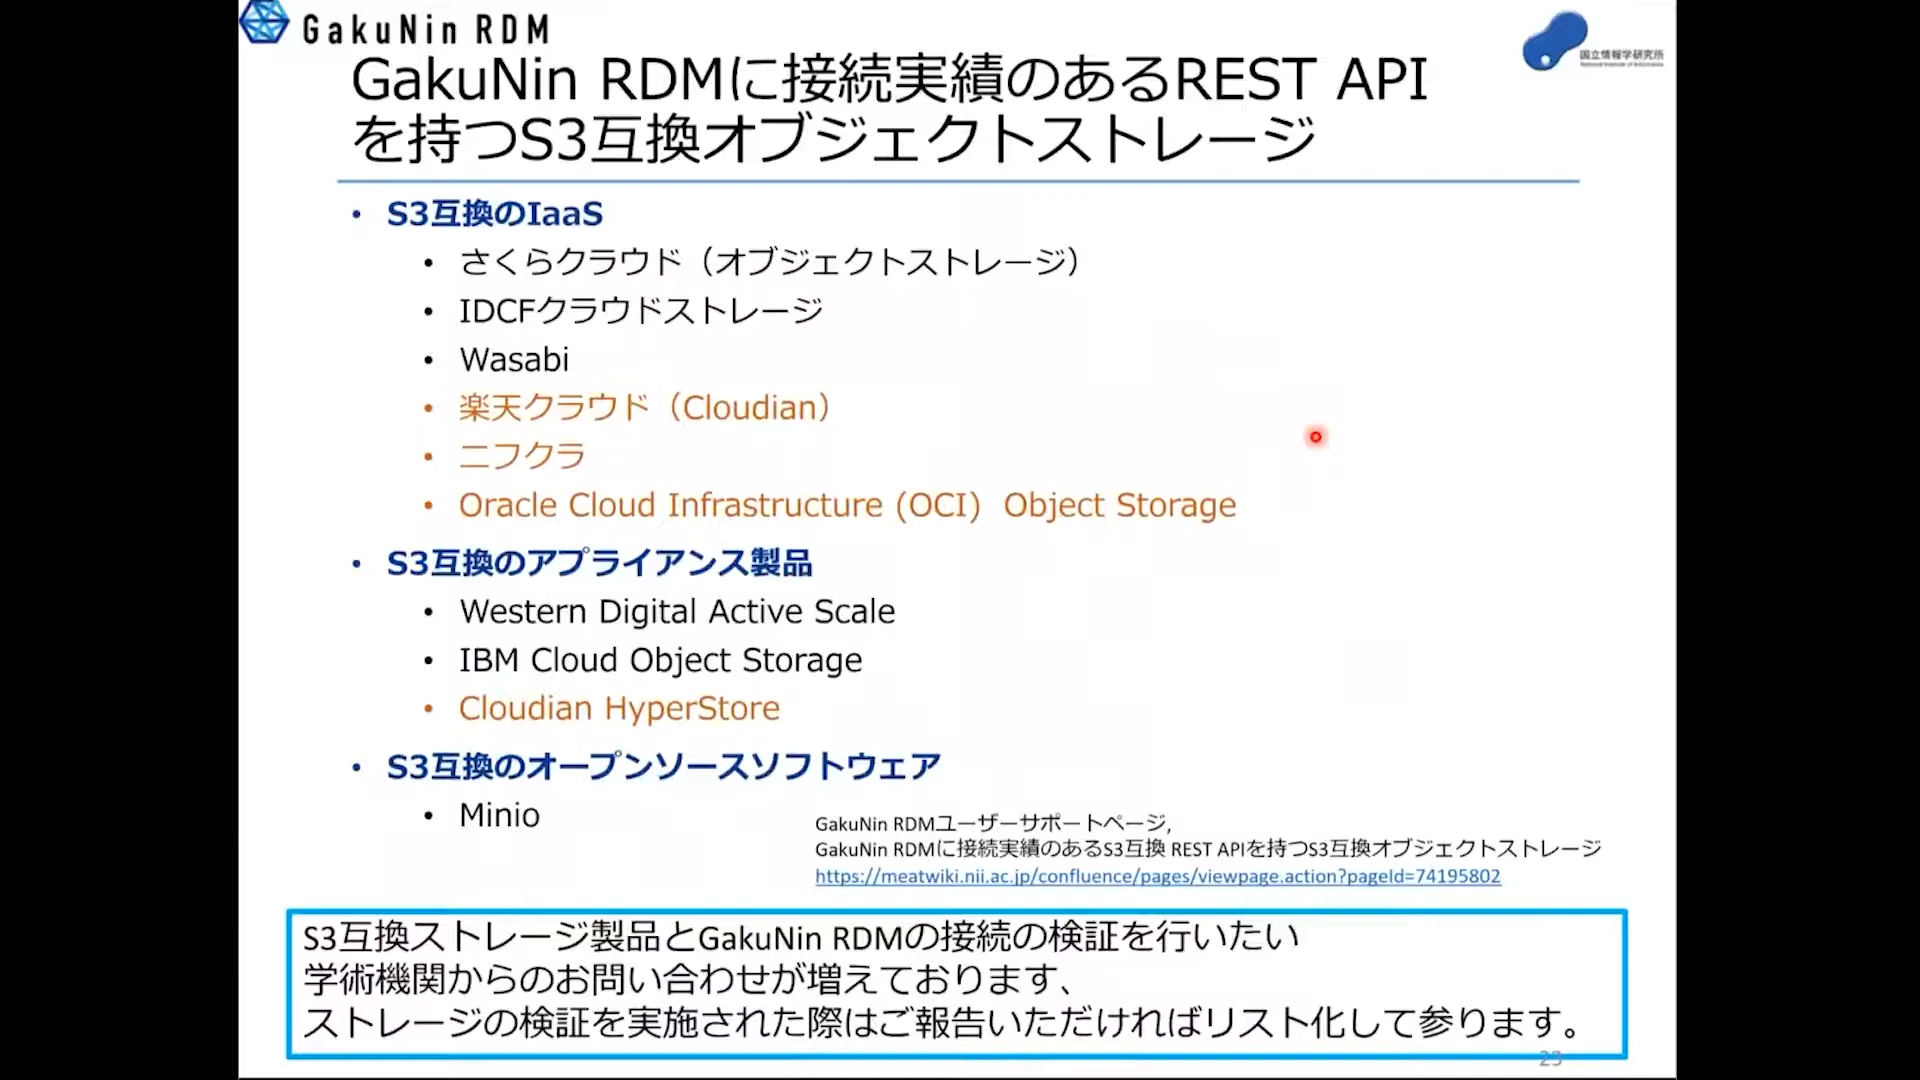 GakuNin RDM
国立情報学研究所
National Institute of Informatics
GakuNin RDMに接続実績のあるREST API
を持つS3互換オブジェクトストレージ
• S3互換のIaaS
• さくらクラウド（オブジェクトストレージ）
• IDCFクラウドストレージ
• Wasabi
• 楽天クラウド（Cloudian）
• ニフクラ
• Oracle Cloud Infrastructure (OCI) Object Storage
• S3互換のアプライアンス製品
• Western Digital Active Scale
• IBM Cloud Object Storage
• Cloudian HyperStore
• S3互換のオープンソースソフトウェア
• Minio
GakuNin RDMユーザーサポートページ,
GakuNin RDMに接続実績のあるS3互換 REST APIを持つS3互換オブジェクトストレージ
https://meatwiki.nii.ac.jp/confluence/pages/viewpage.action?pageId=74195802
S3互換ストレージ製品とGakuNin RDMの接続の検証を行いたい
学術機関からのお問い合わせが増えております、
ストレージの検証を実施された際はご報告いただければリスト化して参ります。
23